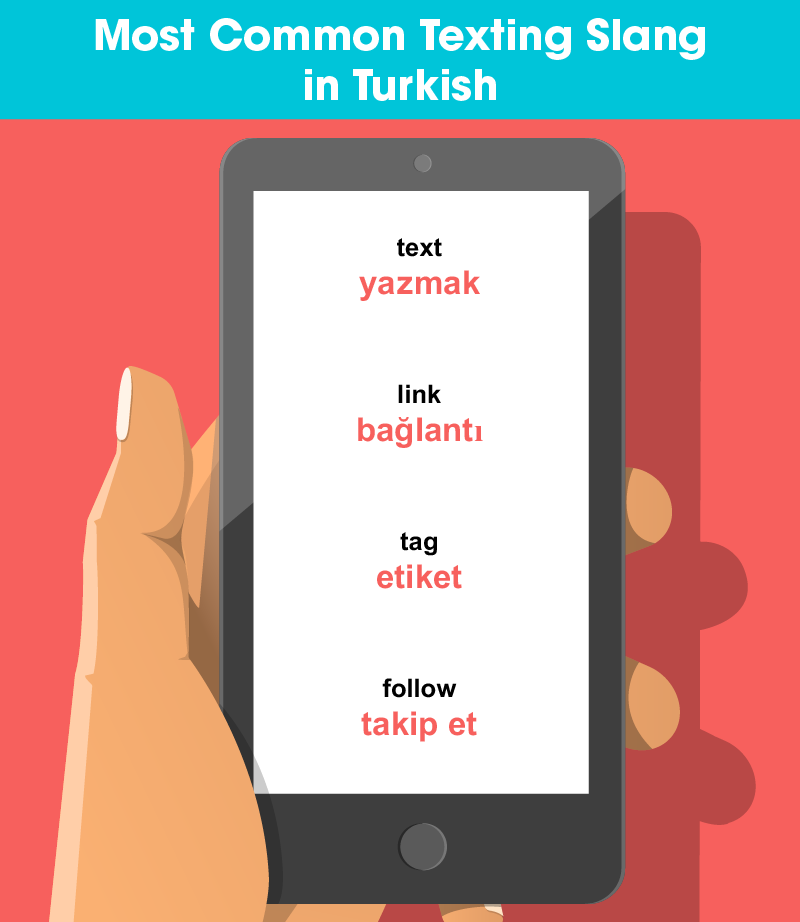 Most Common Texting Slang
in Turkish
text
yazmak
link
bağlantı
tag
etiket
follow
takip et